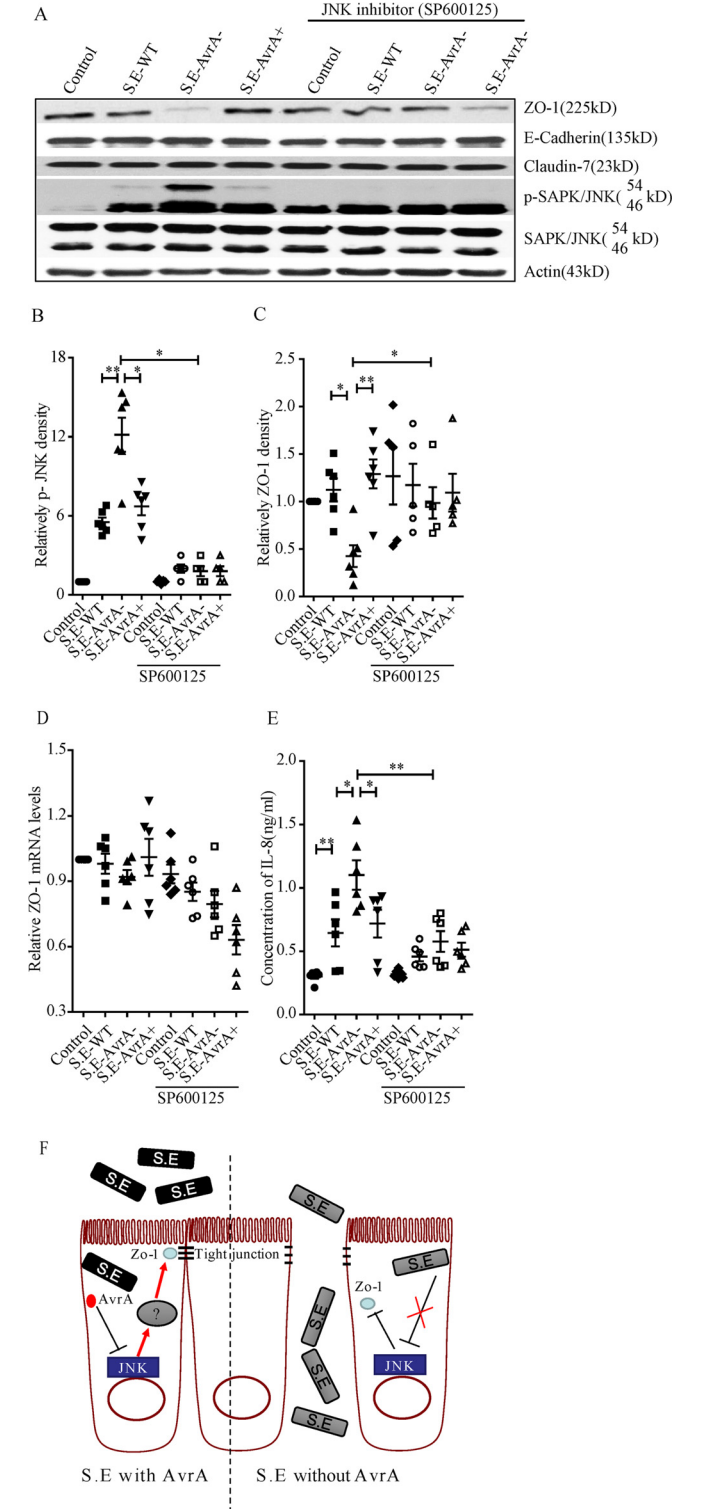 A
JNK inhibitor (SP600125)
Control
S.E-WT
S.E-AvrA-
S.E-AvrA+
Control
S.E-WT
S.E-AvrA-
S.E-AvrA-
ZO-1(225kD)
E-Cadherin(135kD)
Claudin-7(23kD)
p-SAPK/JNK( 54 46 kD)
SAPK/JNK( 54 46 kD)
Actin(43kD)
B
Relatively p- JNK density
18
12
6
0
**
*
*
Control
S.E-WT
S.E-AvrA-
S.E-AvrA+
Control
S.E-WT
S.E-AvrA-
S.E-AvrA+
SP600125
C
Relatively ZO-1 density
2.5
2.0
1.5
1.0
0.5
0.0
*
**
*
Control
S.E-WT
S.E-AvrA-
S.E-AvrA+
Control
S.E-WT
S.E-AvrA-
S.E-AvrA+
SP600125
D
Relative ZO-1 mRNA levels
1.5
1.2
0.9
0.6
0.3
Control
S.E-WT
S.E-AvrA-
S.E-AvrA+
Control
S.E-WT
S.E-AvrA-
S.E-AvrA+
SP600125
E
Concentration of IL-8(ng/ml)
2.0
1.5
1.0
0.5
0.0
**
*
*
**
Control
S.E-WT
S.E-AvrA-
S.E-AvrA+
Control
S.E-WT
S.E-AvrA-
S.E-AvrA+
SP600125
F
S.E
S.E
S.E
S.E
Zo-1
Tight junction
AvrA
?
JNK
S.E
S.E
Zo-1
S.E
S.E
JNK
S.E
S.E with AvrA
S.E without AvrA